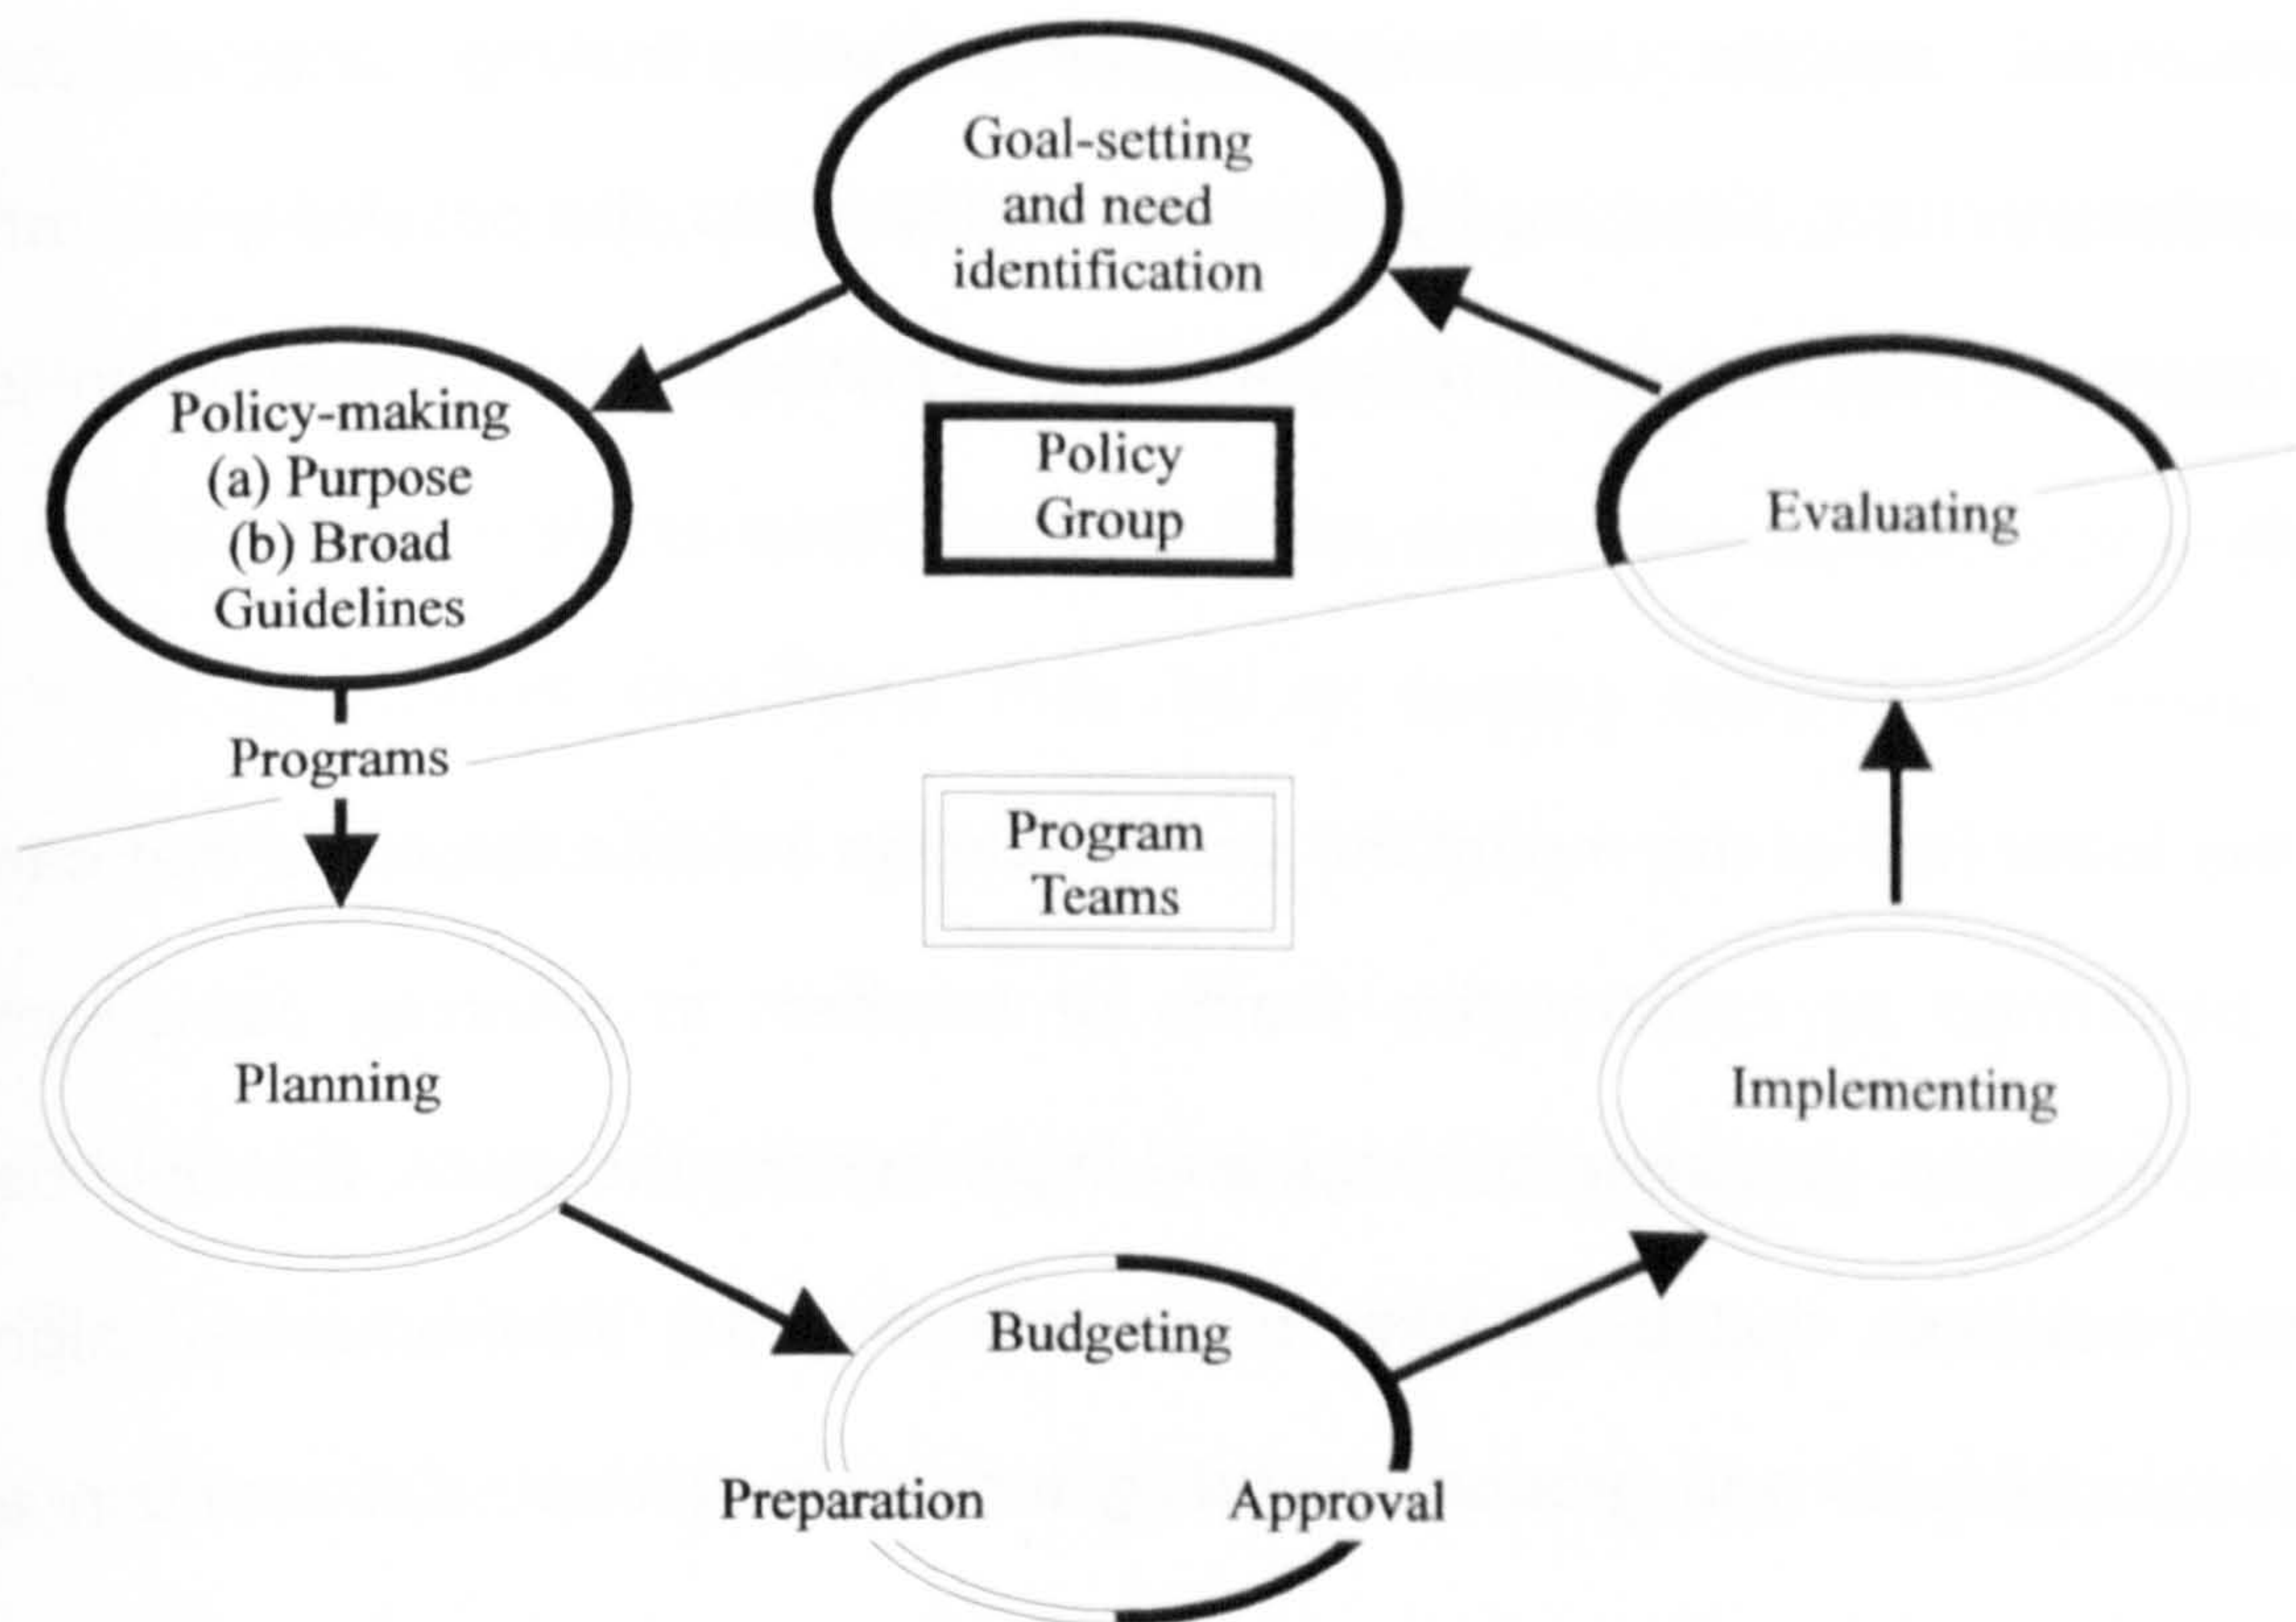 Goal-setting
and need
identification
Policy-making
(a) Purpose
(b) Broad
Guidelines
Policy
Group
Evaluating
Programs
Program
Teams
Planning
Implementing
Budgeting
Preparation
Approval